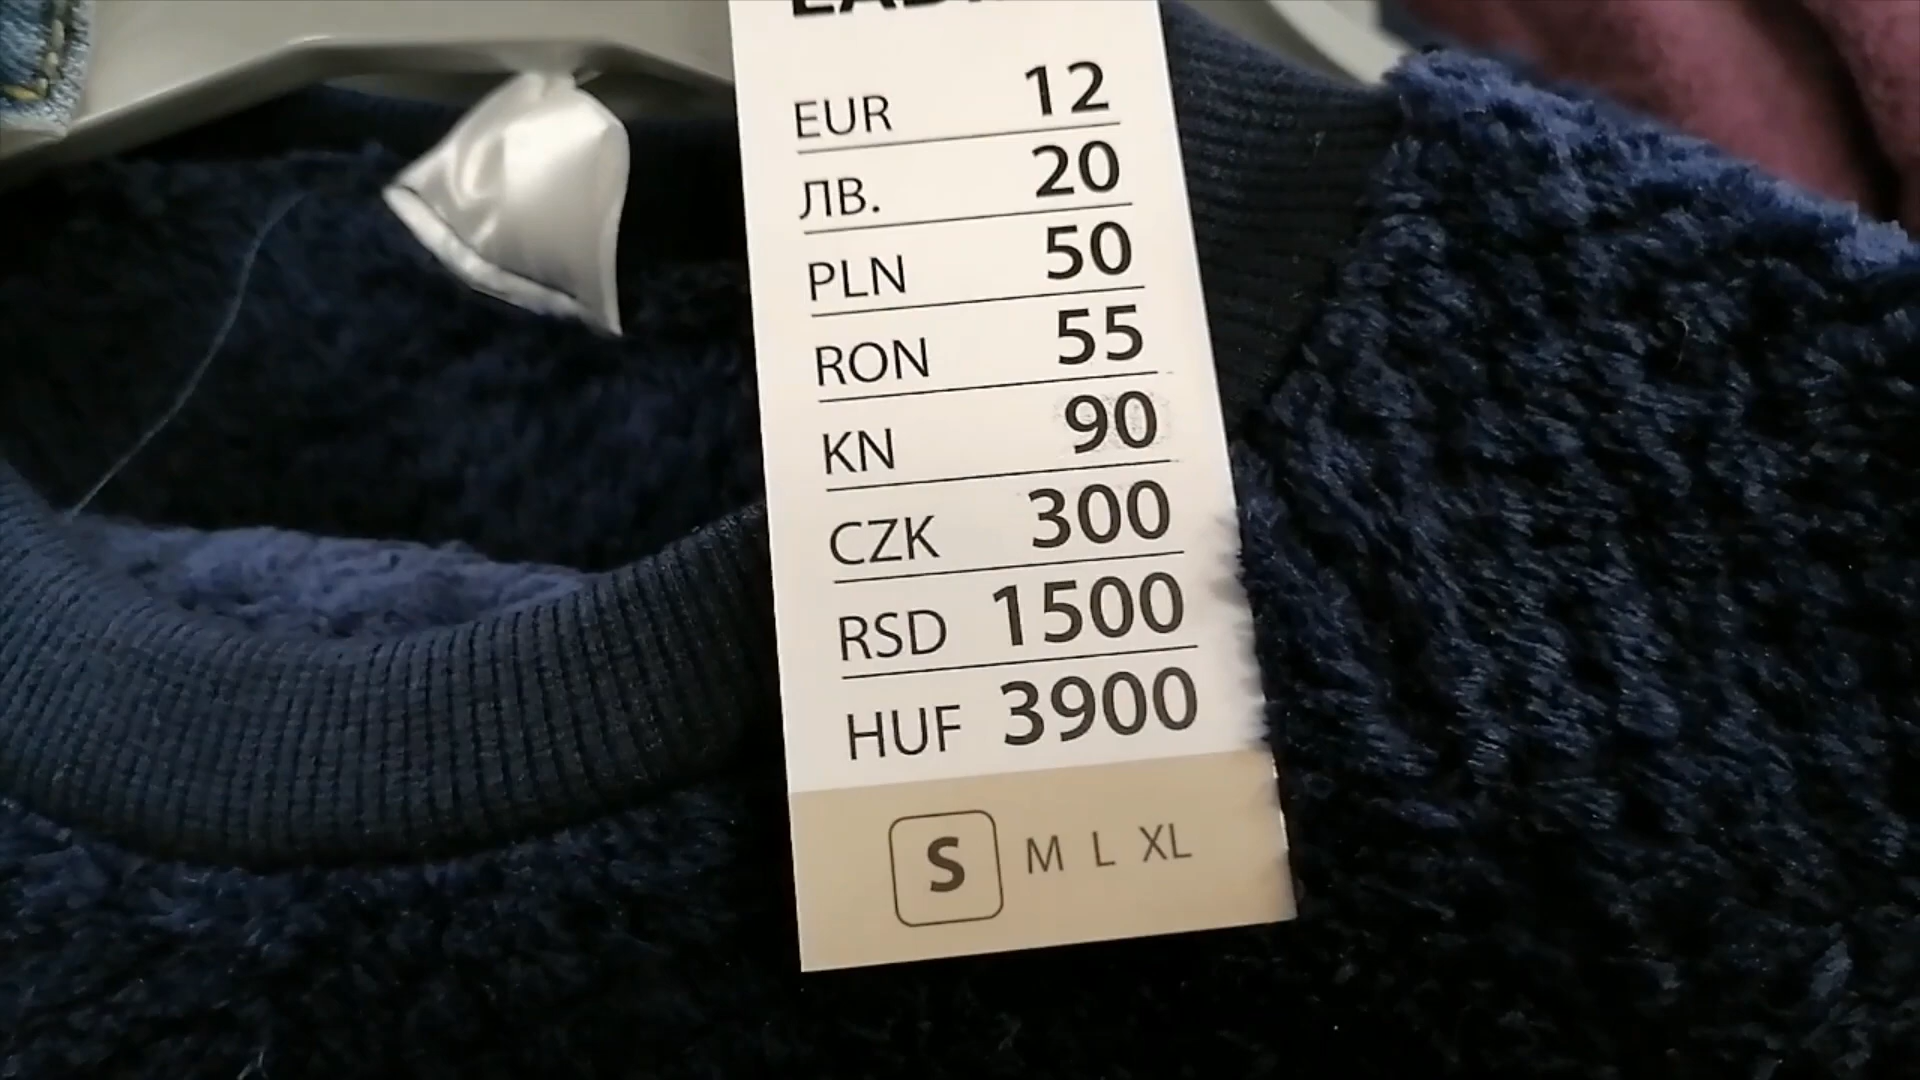 EUR 12
ЛВ. 20
PLN 50
RON 55
KN 90
CZK 300
RSD 1500
HUF 3900
S M L XL